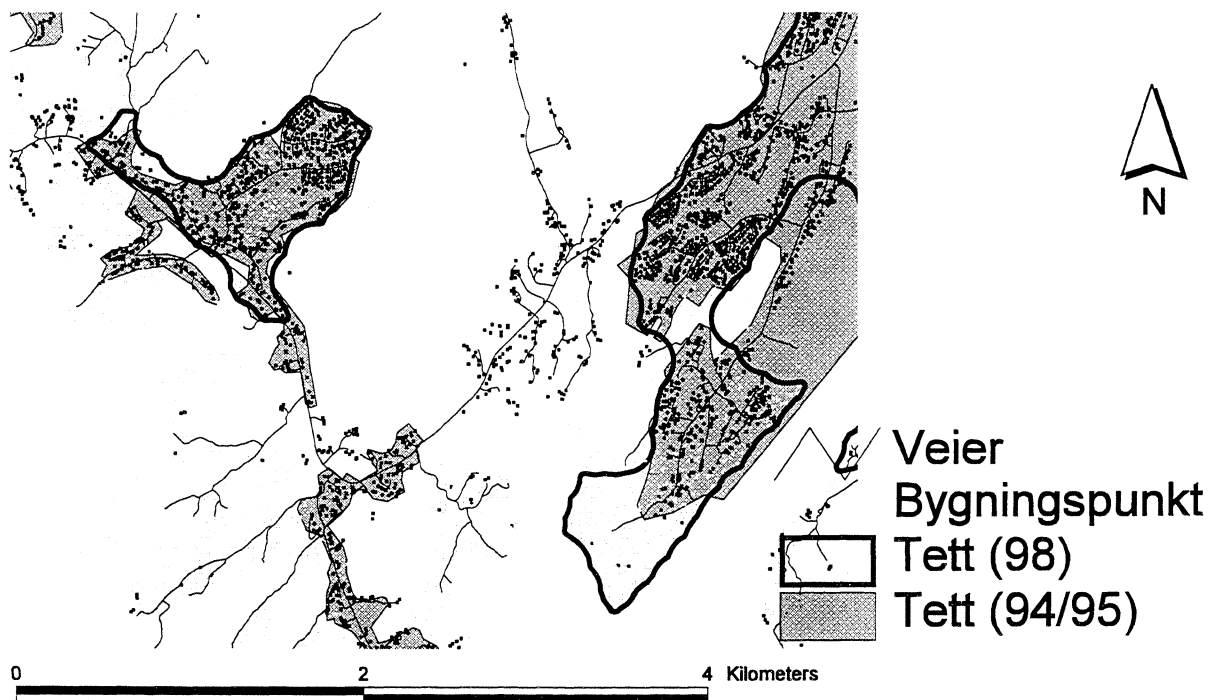 N
Veier
Bygningspunkt
Tett (98)
Tett (94/95)
0 2 4 Kilometers